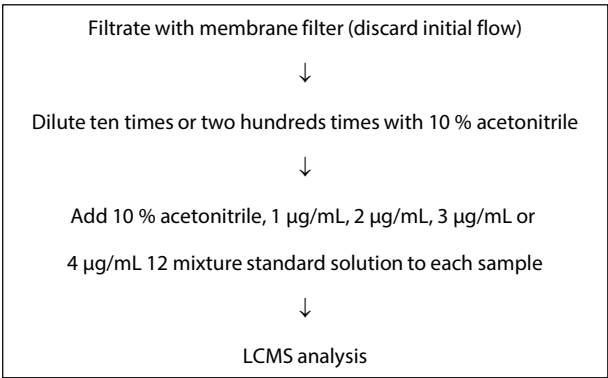 Filtrate with membrane filter (discard initial flow)
↓
Dilute ten times or two hundreds times with 10 % acetonitrile
↓
Add 10 % acetonitrile, 1 µg/mL, 2 µg/mL, 3 µg/mL or
4 µg/mL 12 mixture standard solution to each sample
↓
LCMS analysis